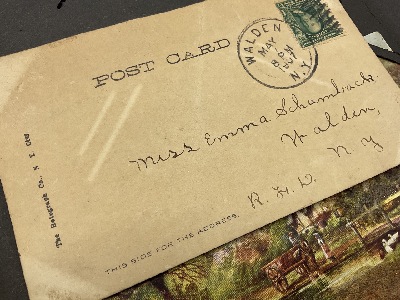 POST CARD
WALDEN
MAY
8 PM
N.Y.
Miss Emma Schambach.
Walden,
R.F.D. N Y
THIS SIDE FOR THE ADDRESS.